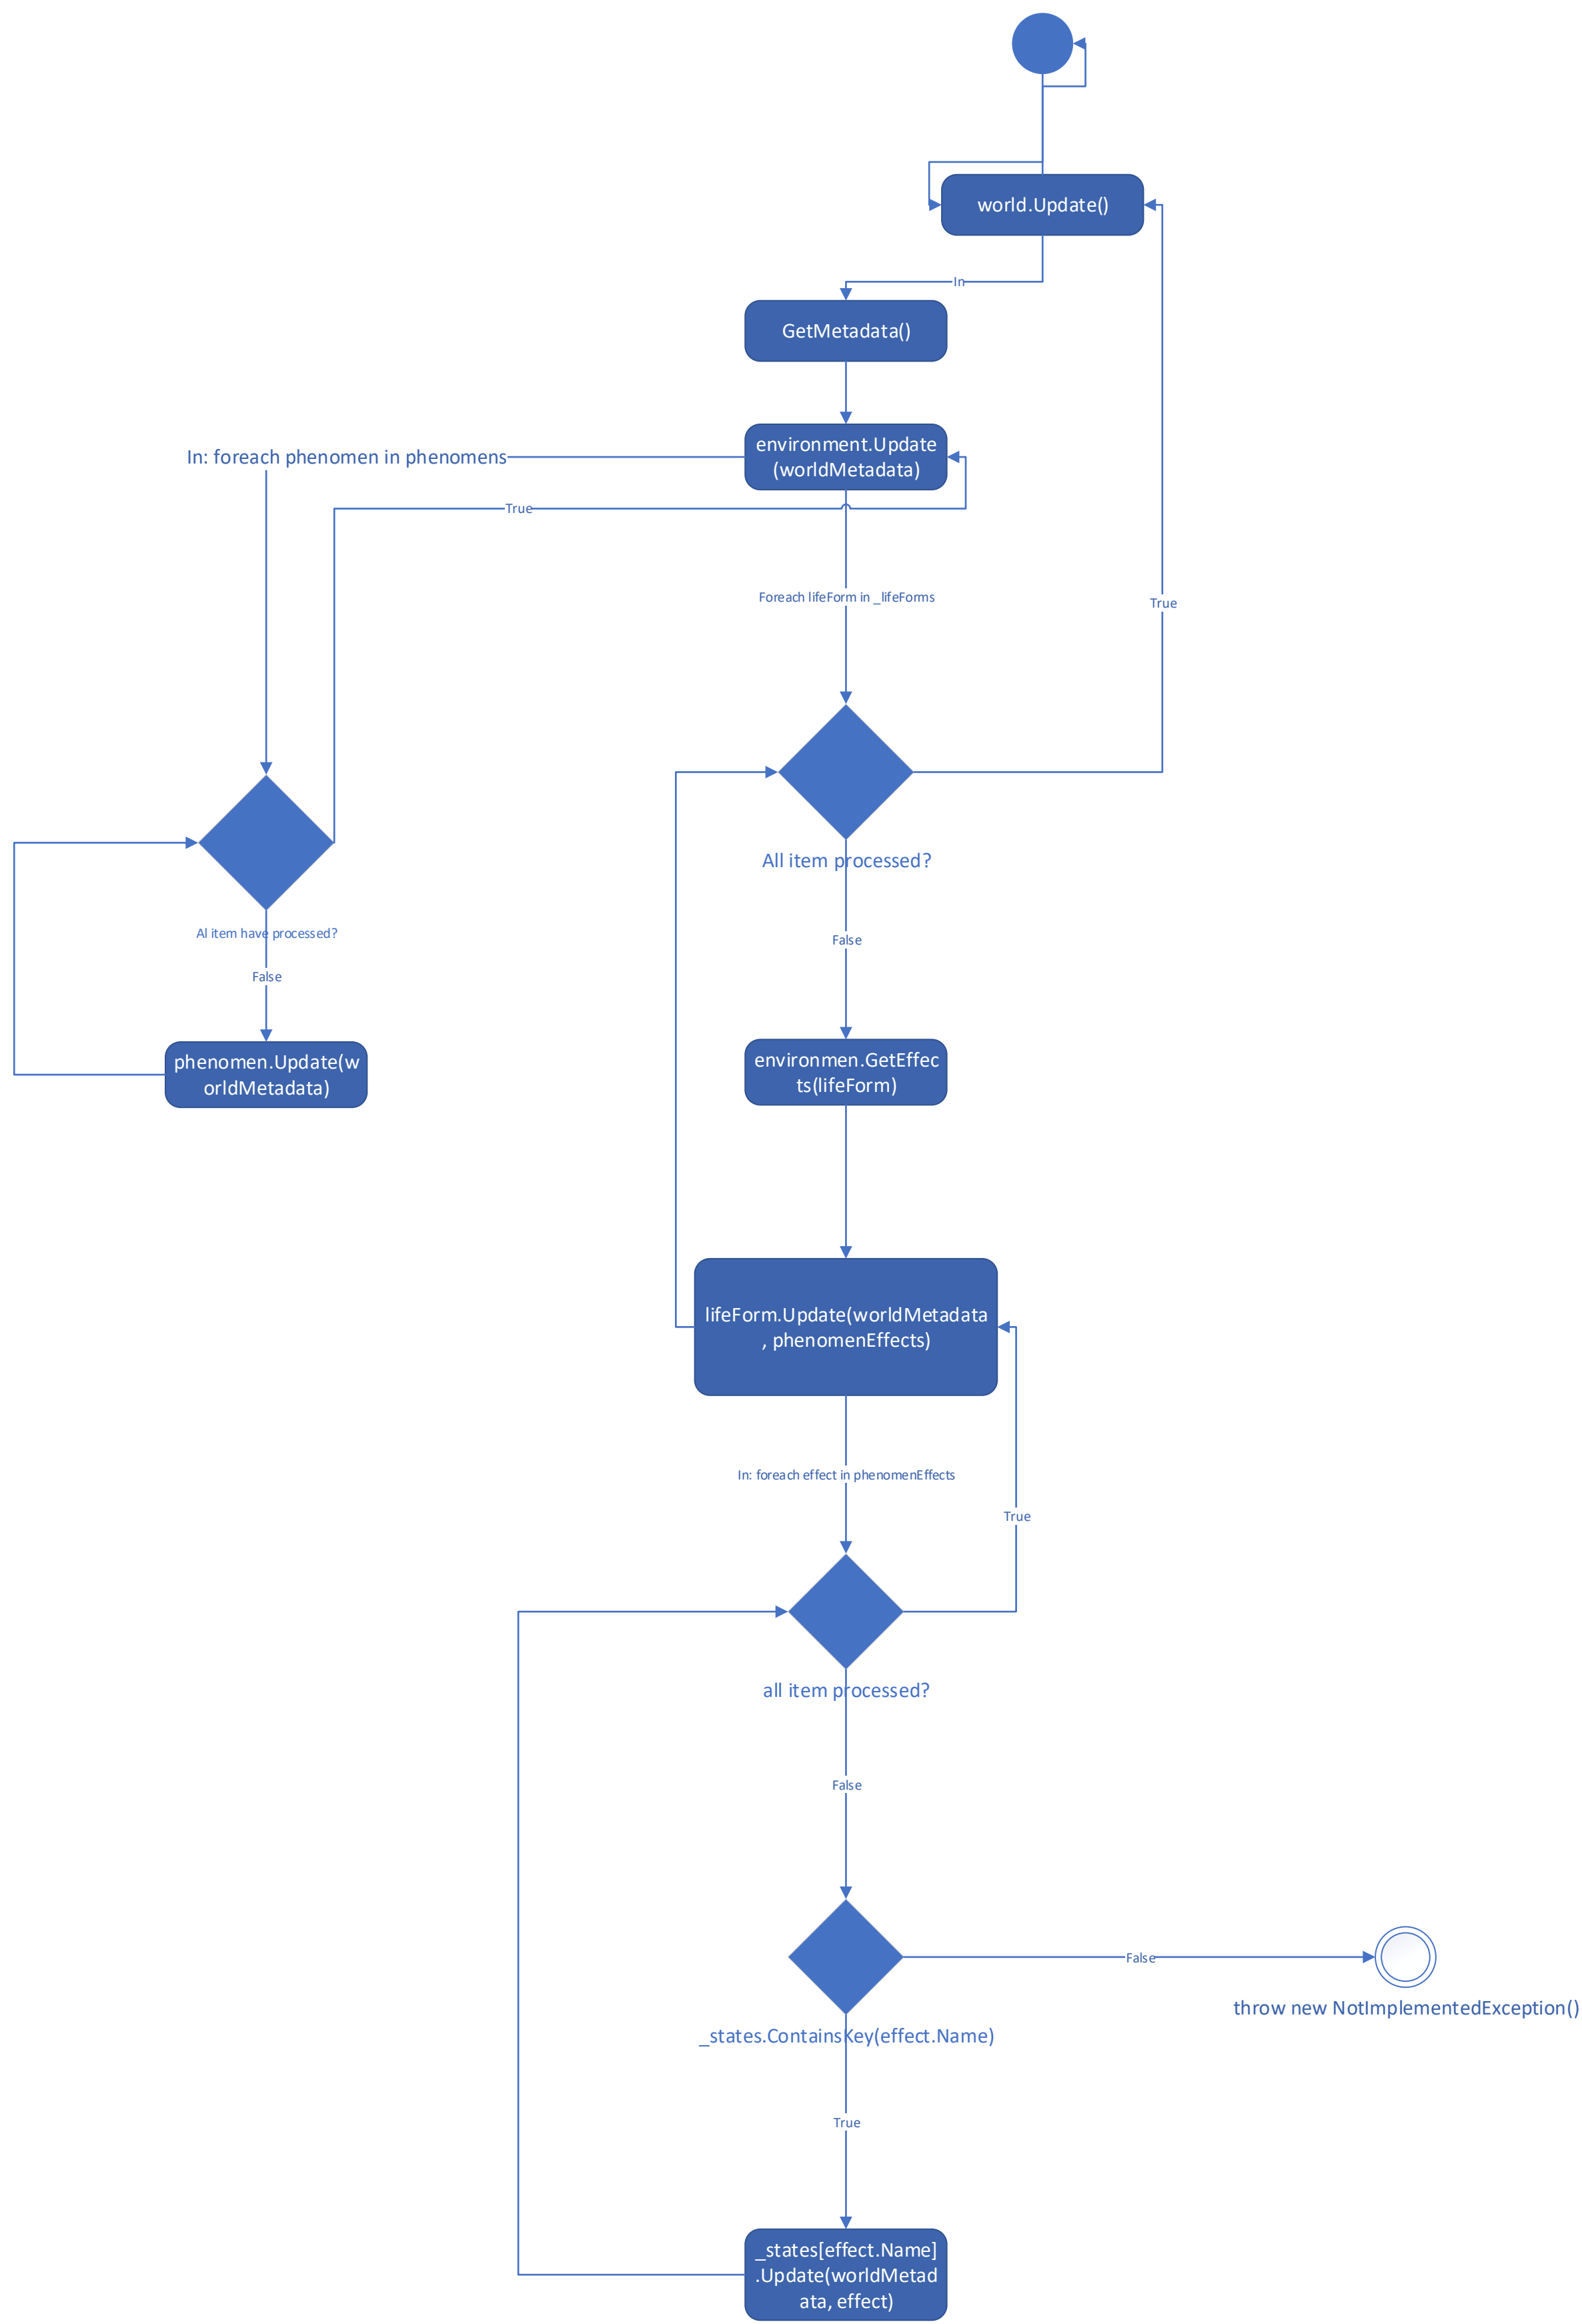 world.Update()
In
GetMetadata()
environment.Update
(worldMetadata)
In: foreach phenomen in phenomens
True
Foreach lifeForm in _lifeForms
True
All item processed?
Al item have processed?
False
False
environmen.GetEffec
ts(lifeForm)
phenomen.Update(w
orldMetadata)
lifeForm.Update(worldMetadata
, phenomenEffects)
In: foreach effect in phenomenEffects
True
all item processed?
False
False
throw new NotImplementedException()
_states.ContainsKey(effect.Name)
True
_states[effect.Name]
.Update(worldMetad
ata, effect)